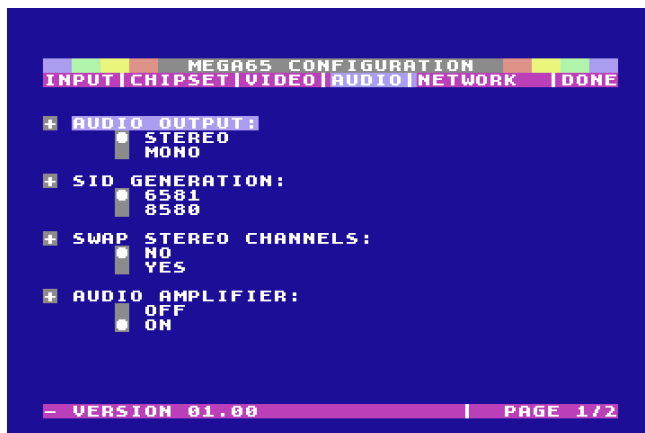 MEGA65 CONFIGURATION
INPUT|CHIPSET|VIDEO|AUDIO|NETWORK |DONE
+ AUDIO OUTPUT:
STEREO
MONO
+ SID GENERATION:
6581
8580
+ SWAP STEREO CHANNELS:
NO
YES
+ AUDIO AMPLIFIER:
OFF
ON
- VERSION 01.00 | PAGE 1/2